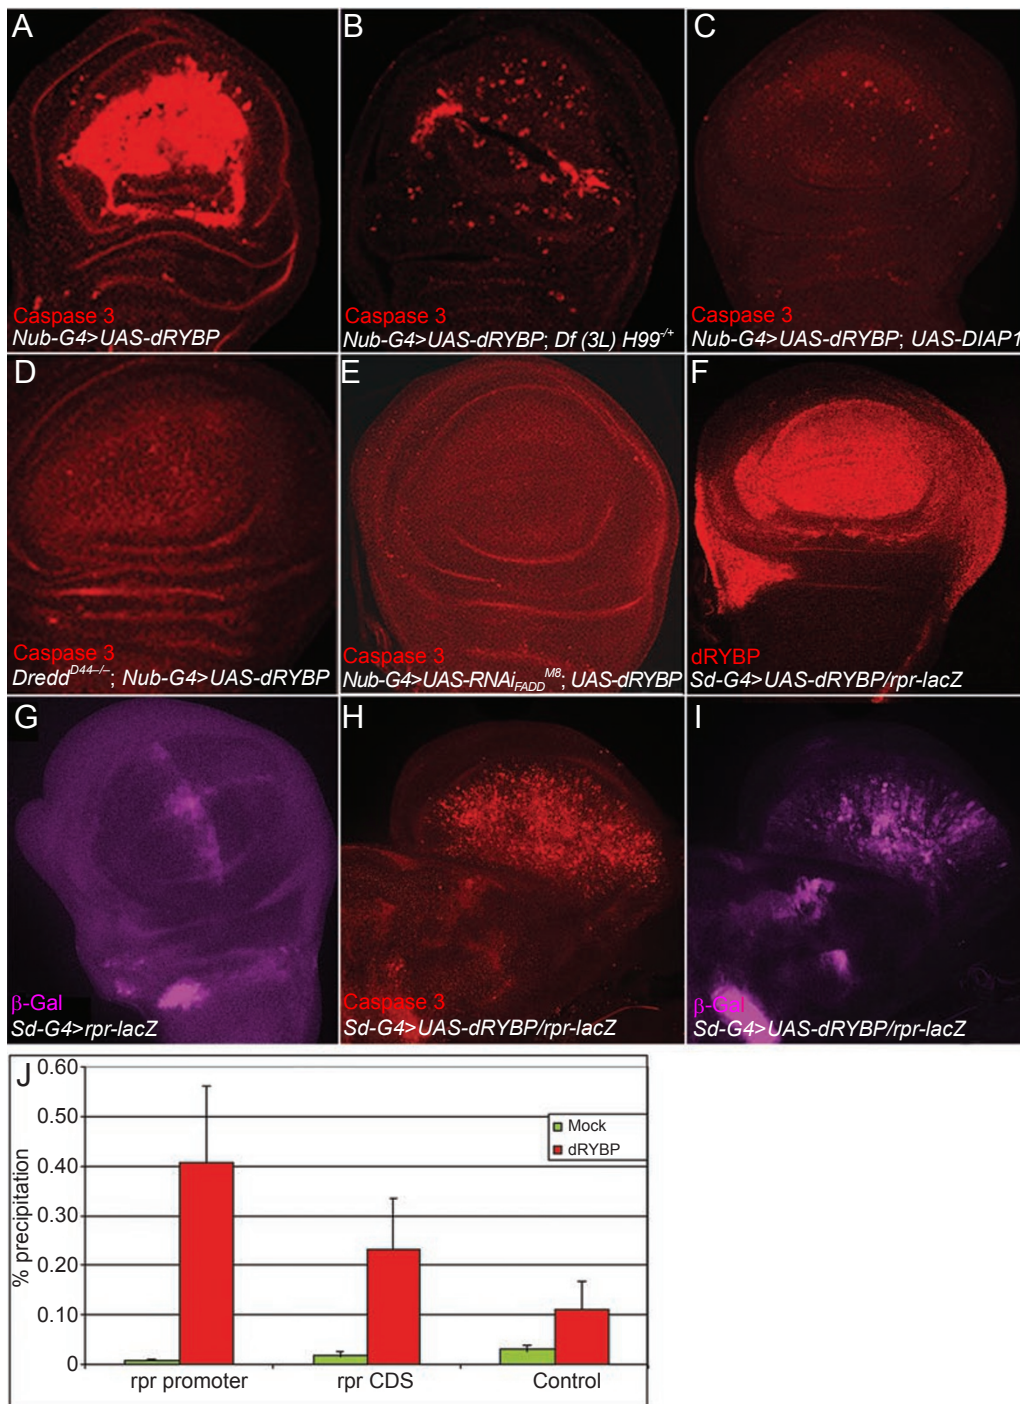 A
Caspase 3
Nub-G4>UAS-dRYBP
B
Caspase 3
Nub-G4>UAS-dRYBP; Df (3L) H99-/+
C
Caspase 3
Nub-G4>UAS-dRYBP; UAS-DIAP1
D
Caspase 3
DreddD44–/–; Nub-G4>UAS-dRYBP
E
Caspase 3
Nub-G4>UAS-RNAiFADDM8; UAS-dRYBP
F
dRYBP
Sd-G4>UAS-dRYBP/rpr-lacZ
G
β-Gal
Sd-G4>rpr-lacZ
H
Caspase 3
Sd-G4>UAS-dRYBP/rpr-lacZ
I
β-Gal
Sd-G4>UAS-dRYBP/rpr-lacZ
J
% precipitation
0.60
0.50
0.40
0.30
0.20
0.10
0
Mock
dRYBP
rpr promoter
rpr CDS
Control